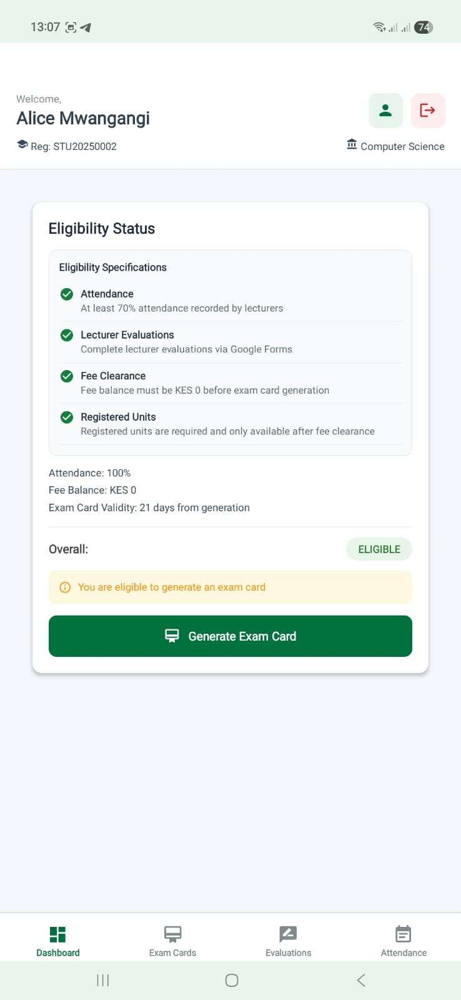 13:07
74
Welcome,
Alice Mwangangi
Reg: STU20250002
Computer Science
Eligibility Status
Eligibility Specifications
Attendance
At least 70% attendance recorded by lecturers
Lecturer Evaluations
Complete lecturer evaluations via Google Forms
Fee Clearance
Fee balance must be KES 0 before exam card generation
Registered Units
Registered units are required and only available after fee clearance
Attendance: 100%
Fee Balance: KES 0
Exam Card Validity: 21 days from generation
Overall:
ELIGIBLE
You are eligible to generate an exam card
Generate Exam Card
Dashboard
Exam Cards
Evaluations
Attendance